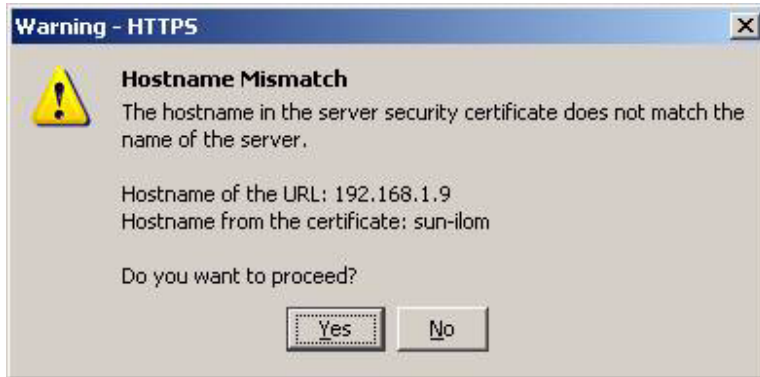 Warning - HTTPS
Hostname Mismatch
The hostname in the server security certificate does not match the
name of the server.
Hostname of the URL: 192.168.1.9
Hostname from the certificate: sun-ilom
Do you want to proceed?
Yes No